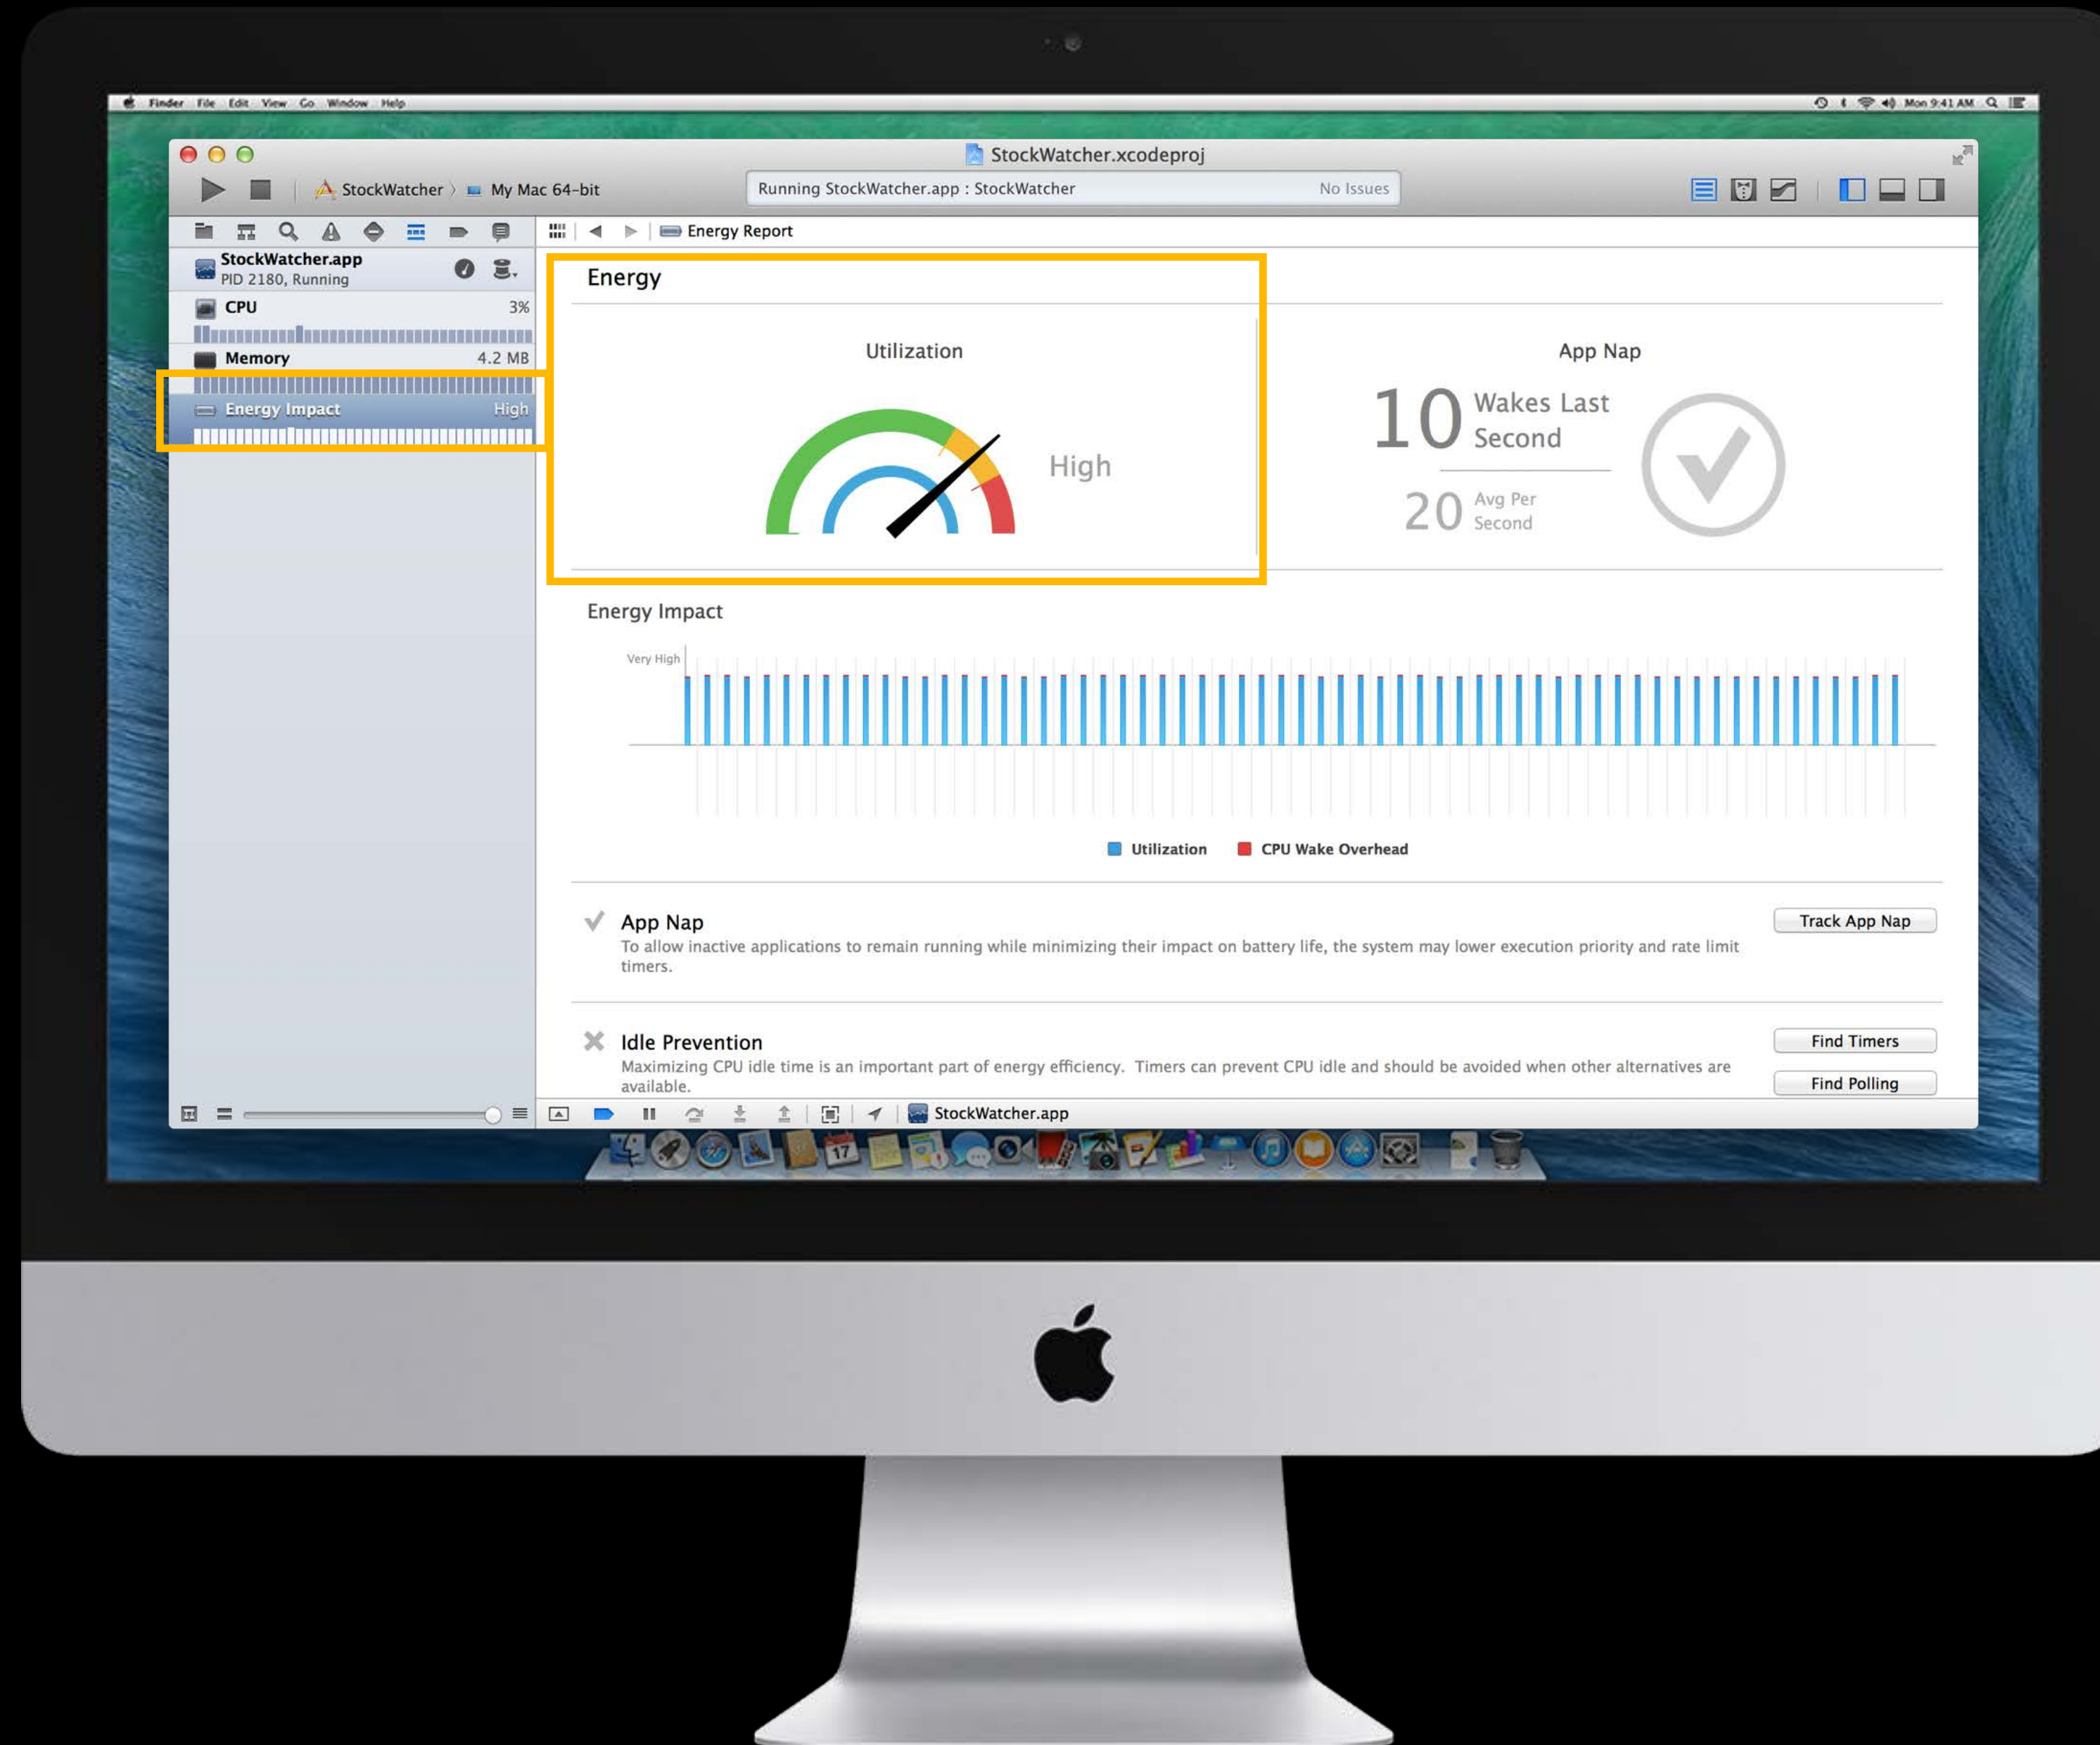 Finder File Edit View Go Window Help
Mon 9:41 AM
StockWatcher.xcodeproj
StockWatcher
My Mac 64-bit
Running StockWatcher.app : StockWatcher
No Issues
Energy Report
StockWatcher.app
PID 2180, Running
CPU 3%
Memory 4.2 MB
Energy Impact High
Energy
Utilization
High
App Nap
10 Wakes Last
Second
20 Avg Per
Second
Energy Impact
Very High
Utilization
CPU Wake Overhead
App Nap
Track App Nap
To allow inactive applications to remain running while minimizing their impact on battery life, the system may lower execution priority and rate limit
timers.
Idle Prevention
Find Timers
Maximizing CPU idle time is an important part of energy efficiency. Timers can prevent CPU idle and should be avoided when other alternatives are
available.
Find Polling
StockWatcher.app
17